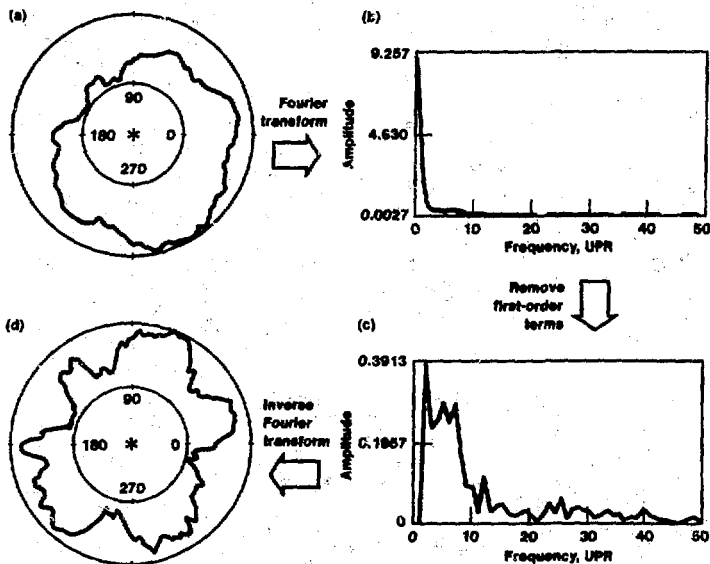 (a)
90
180 * 0
270
Fourier
transform
(b)
9.257
4.630
0.0027
Amplitude
0 10 20 30 40 50
Frequency, UPR
Remove
first-order
terms
(c)
0.3913
0.1957
0
Amplitude
0 10 20 30 40 50
Frequency, UPR
Inverse
Fourier
transform
(d)
90
180 * 0
270